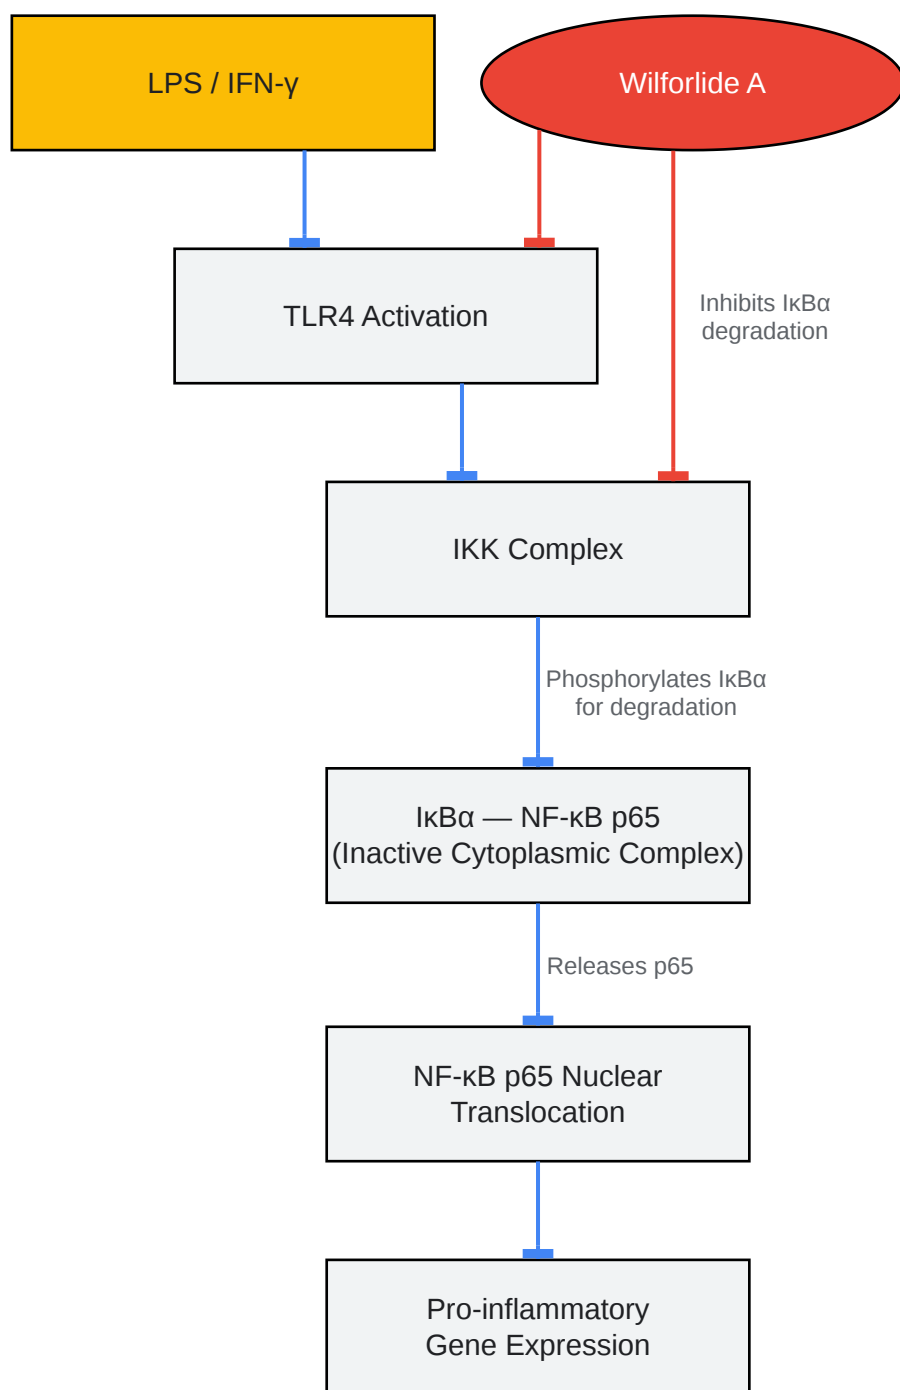 LPS / IFN-γ
Wilforlide A
TLR4 Activation
Inhibits IκBα
degradation
IKK Complex
Phosphorylates IκBα
for degradation
IκBα — NF-κB p65
(Inactive Cytoplasmic Complex)
Releases p65
NF-κB p65 Nuclear
Translocation
Pro-inflammatory
Gene Expression